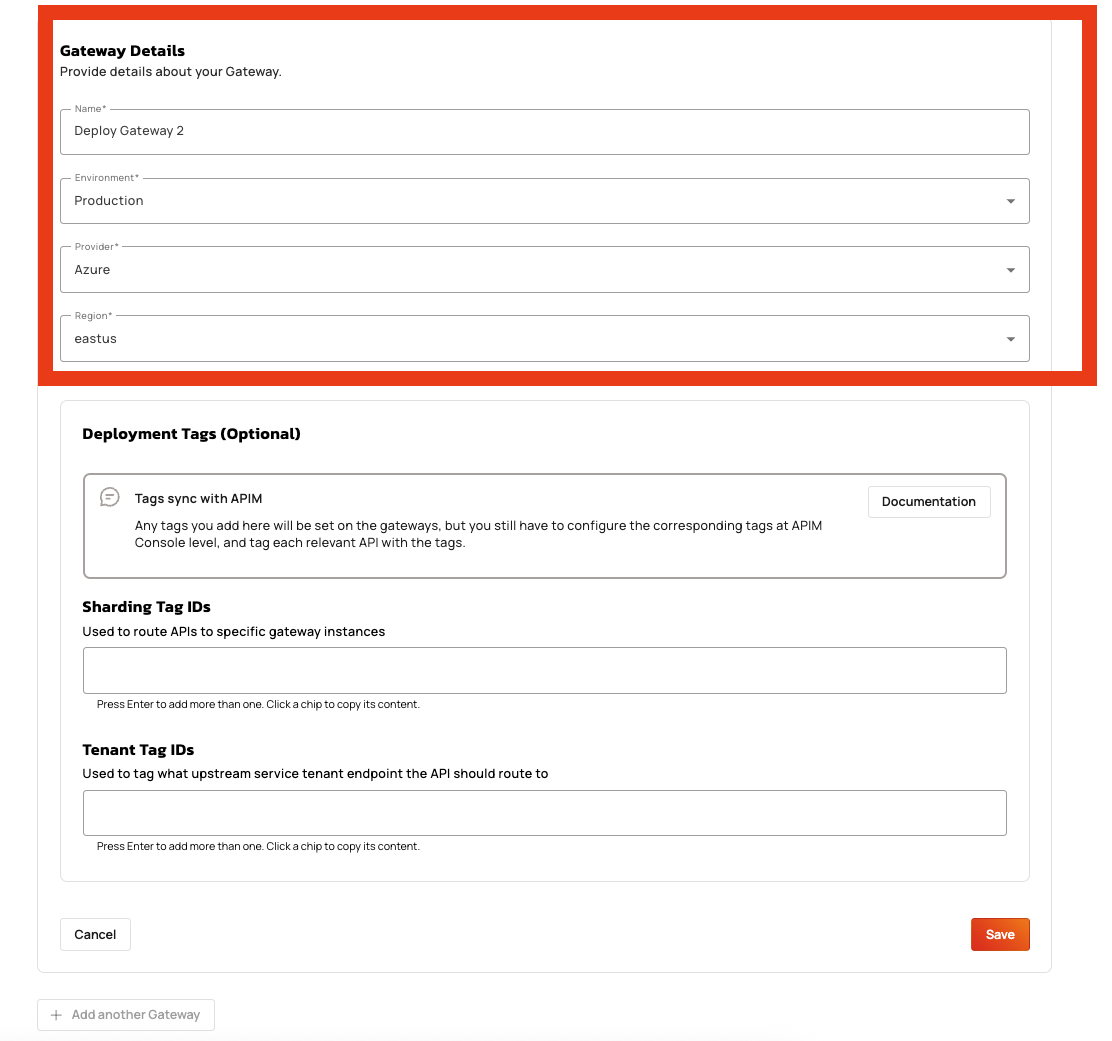 Gateway Details
Provide details about your Gateway.
Name*
Deploy Gateway 2
Environment*
Production
Provider*
Azure
Region*
eastus
Deployment Tags (Optional)
Tags sync with APIM
Documentation
Any tags you add here will be set on the gateways, but you still have to configure the corresponding tags at APIM
Console level, and tag each relevant API with the tags.
Sharding Tag IDs
Used to route APIs to specific gateway instances
Press Enter to add more than one. Click a chip to copy its content.
Tenant Tag IDs
Used to tag what upstream service tenant endpoint the API should route to
Press Enter to add more than one. Click a chip to copy its content.
Cancel
Save
+ Add another Gateway